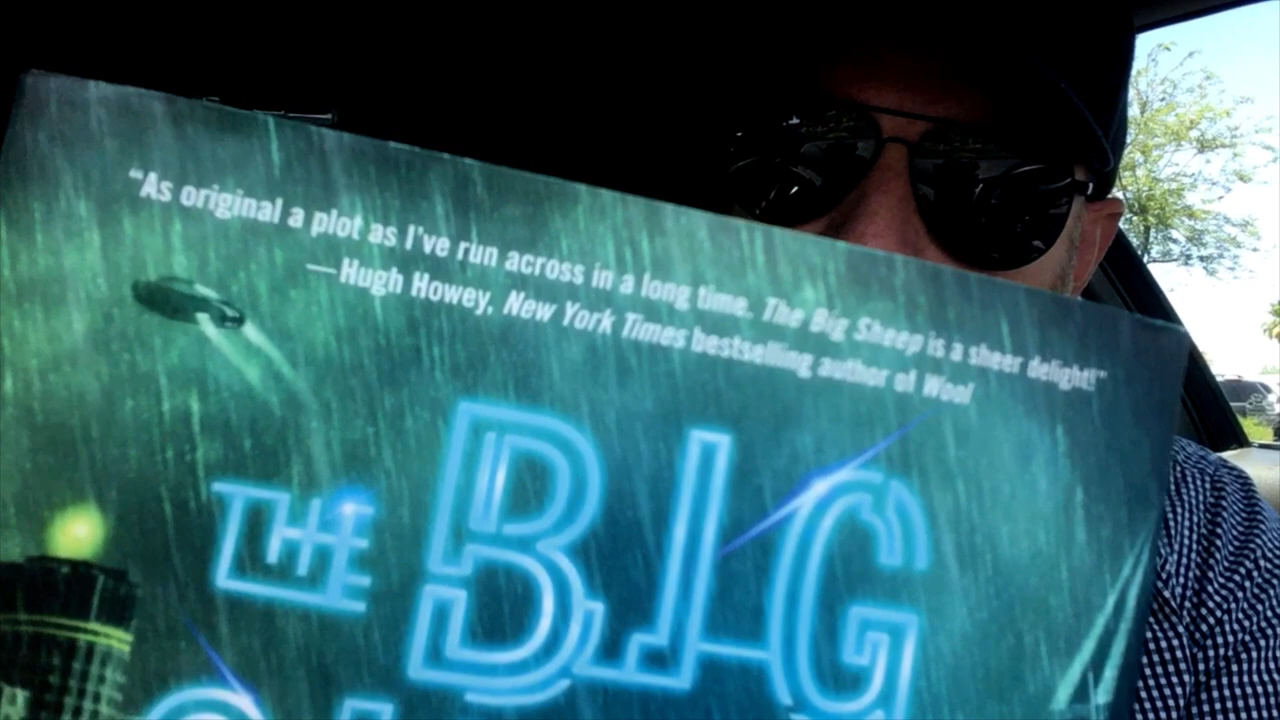 “As original a plot as I've run across in a long time. The Big Sheep is a sheer delight!”
—Hugh Howey, New York Times bestselling author of Wool
THE BIG